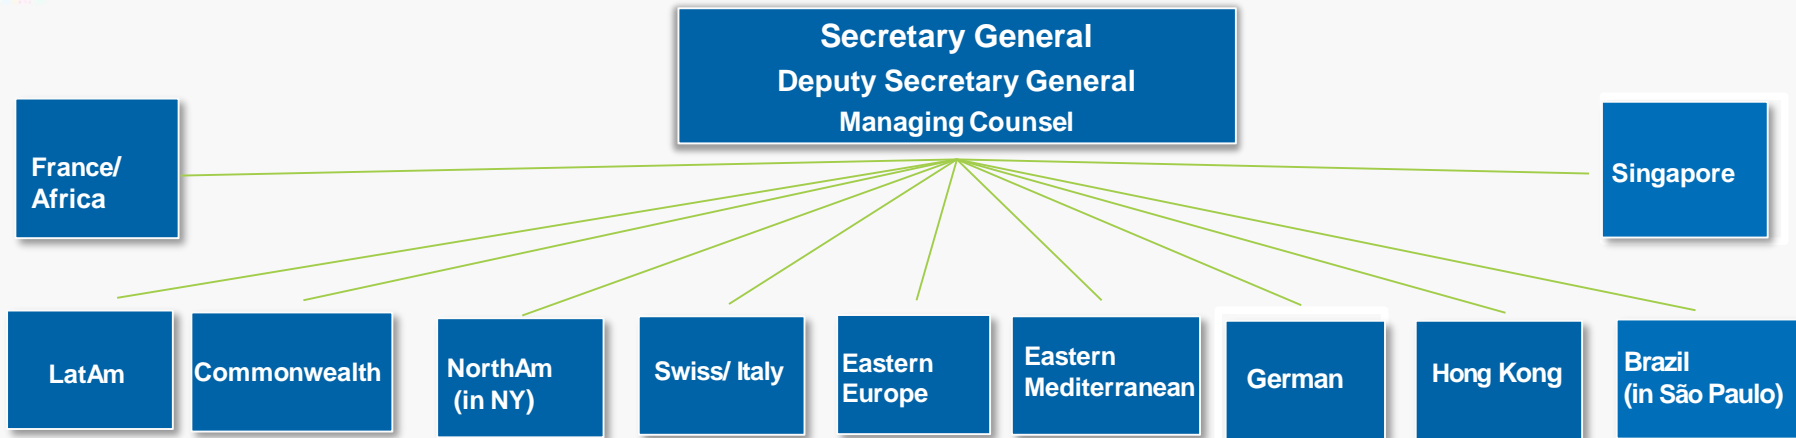 Secretary General
Deputy Secretary General
Managing Counsel
France/
Africa
Singapore
LatAm
Commonwealth
NorthAm
(in NY)
Swiss/ Italy
Eastern
Europe
Eastern
Mediterranean
German
Hong Kong
Brazil
(in São Paulo)